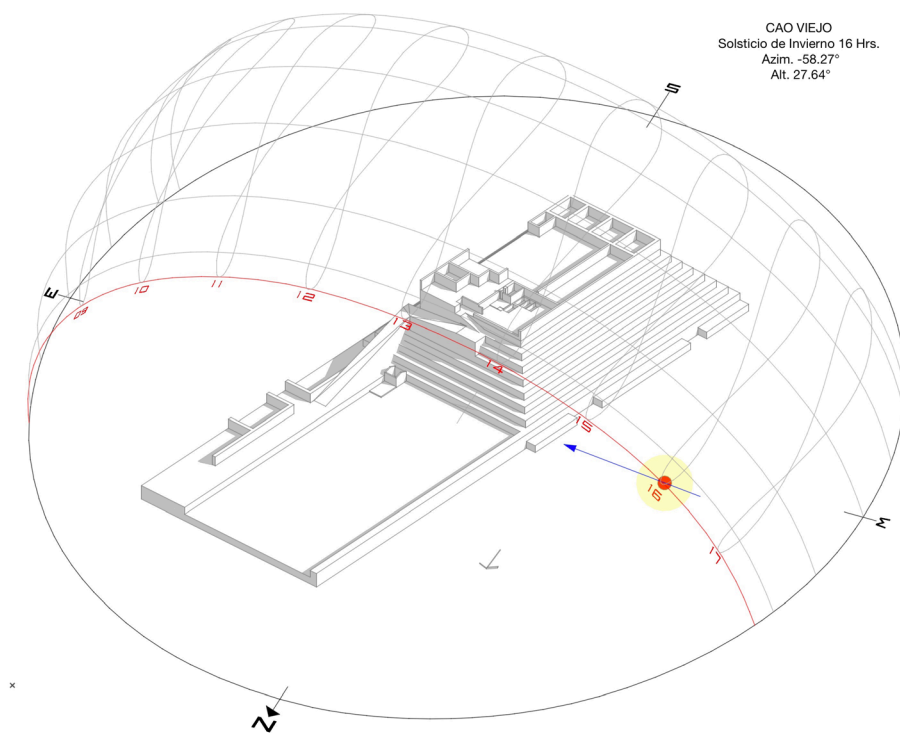 CAO VIEJO
Solsticio de Invierno 16 Hrs.
Azim. -58.27°
Alt. 27.64°
S
E
09
10
11
12
13
14
15
16
17
W
N